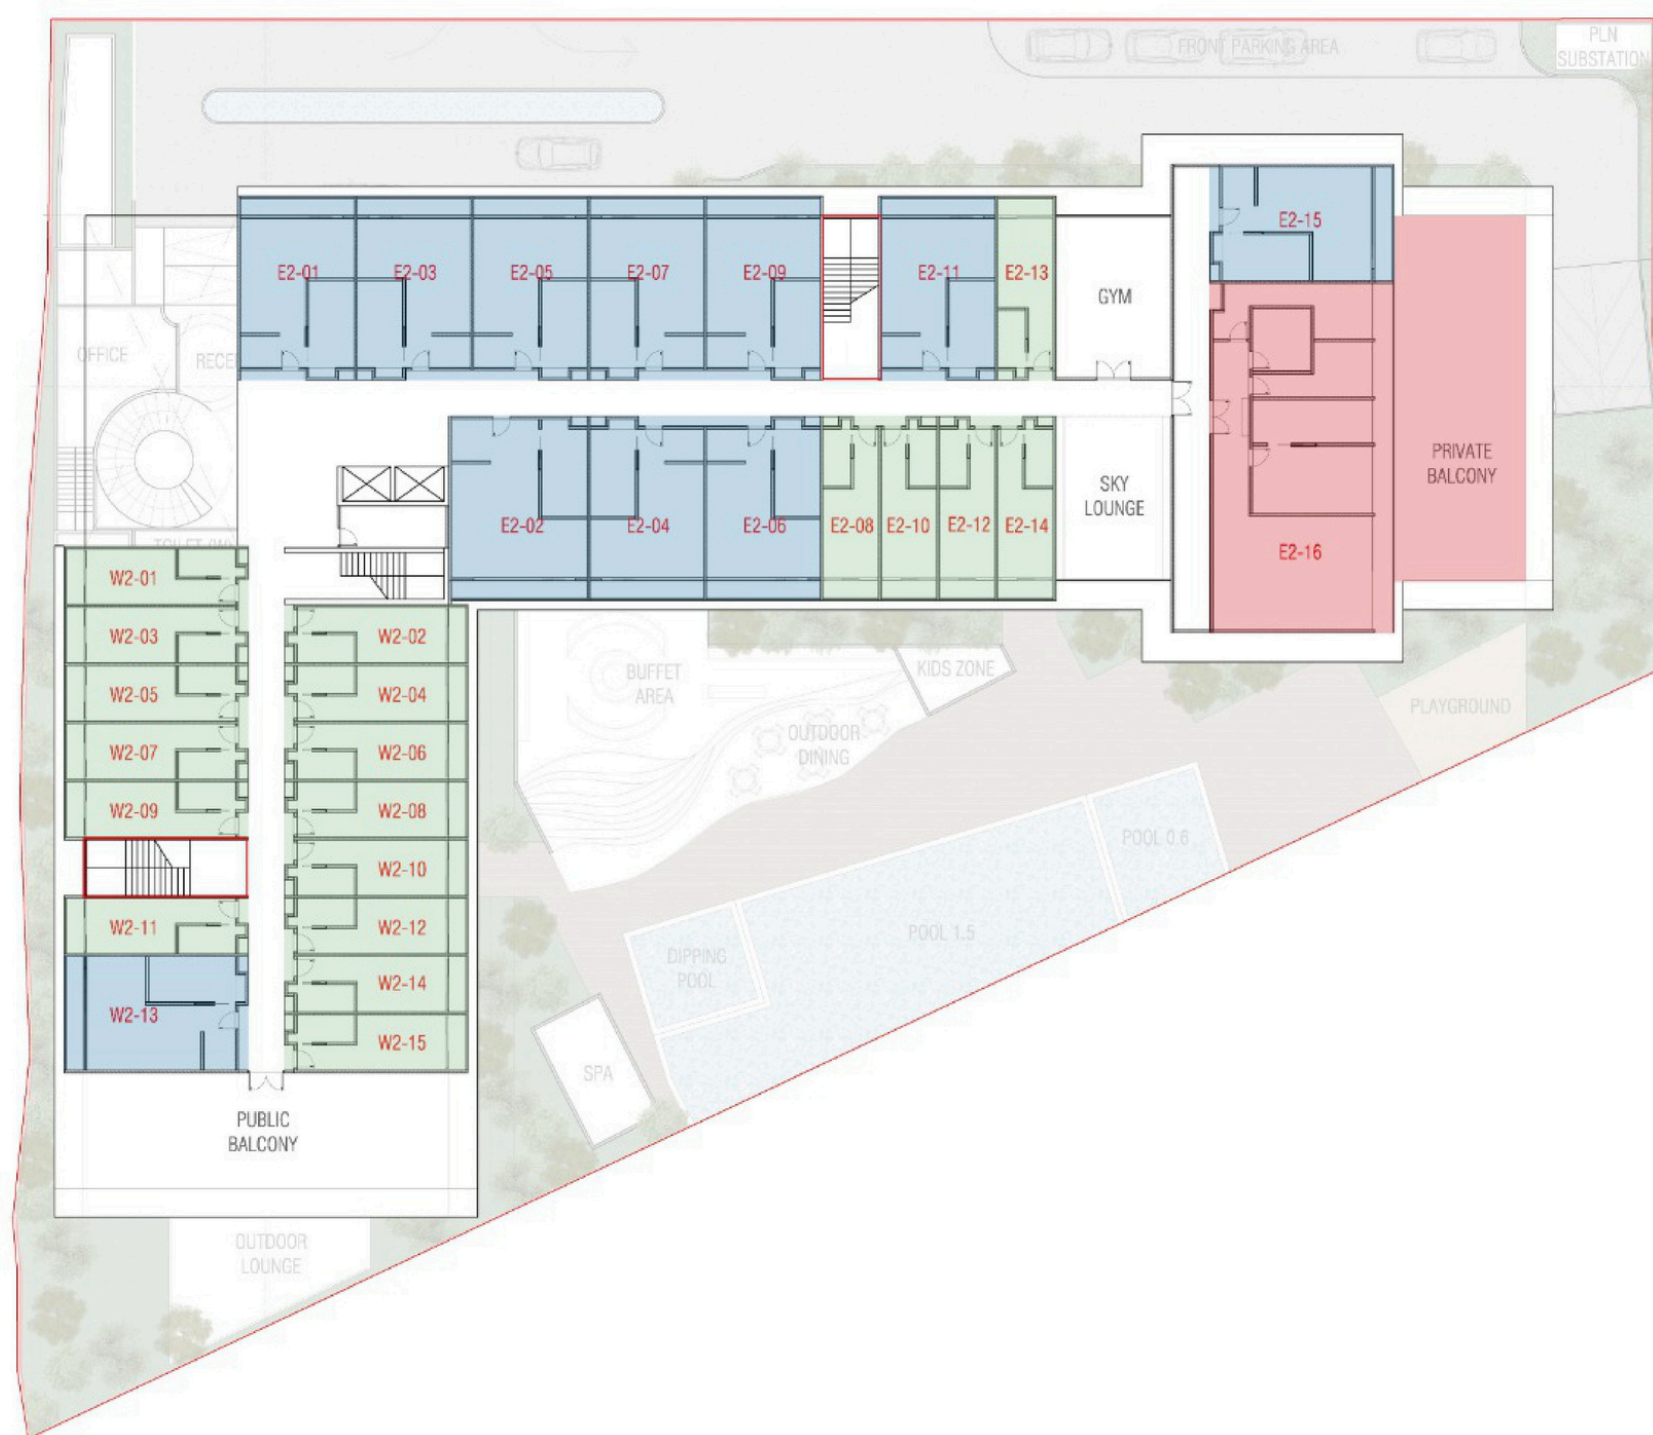 FRONT PARKING AREA
PLN
SUBSTATION
E2-15
E2-01
E2-03
E2-05
E2-07
E2-09
E2-11
E2-13
GYM
OFFICE
PRIVATE
BALCONY
SKY
LOUNGE
E2-02
E2-04
E2-06
E2-08
E2-10
E2-12
E2-14
E2-16
W2-01
W2-03
W2-02
W2-05
W2-04
W2-07
W2-06
W2-09
W2-08
W2-10
W2-11
W2-12
W2-13
W2-14
W2-15
BUFFET
AREA
KIDS ZONE
OUTDOOR
DINING
PLAYGROUND
POOL 0.6
POOL 1.5
DIPPING
POOL
SPA
PUBLIC
BALCONY
OUTDOOR
LOUNGE